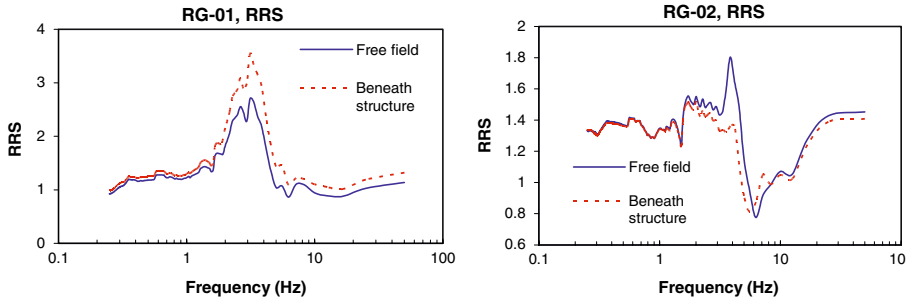 RG-01, RRS
4
3
2
1
0
0.1
1
10
100
RRS
Frequency (Hz)
Free field
Beneath
structure
RG-02, RRS
2
1.8
1.6
1.4
1.2
1
0.8
0.6
0.1
1
10
10
RRS
Frequency (Hz)
Free field
Beneath
structure